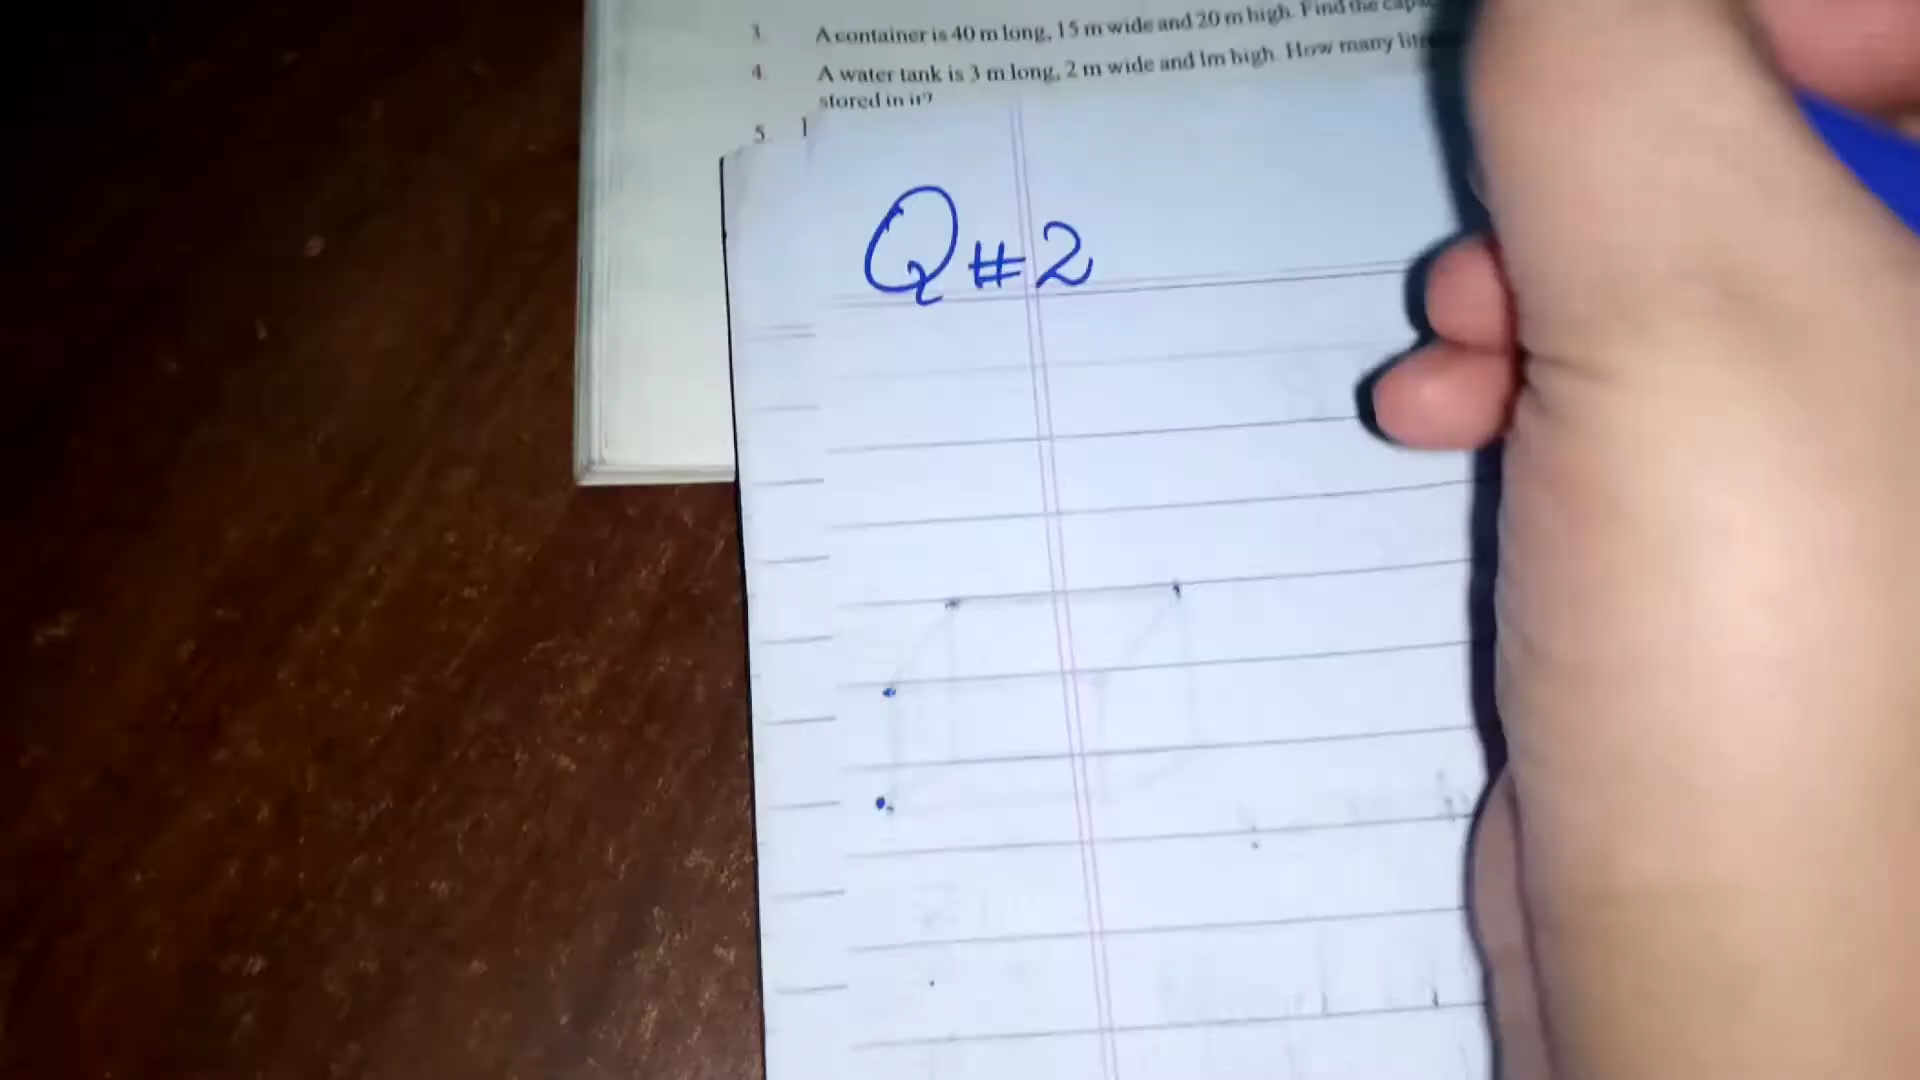 3. A container is 40 m long, 15 m wide and 20 m high. Find the
4. A water tank is 3 m long, 2 m wide and 1m high. How many
stored in it?
5.
Q#2